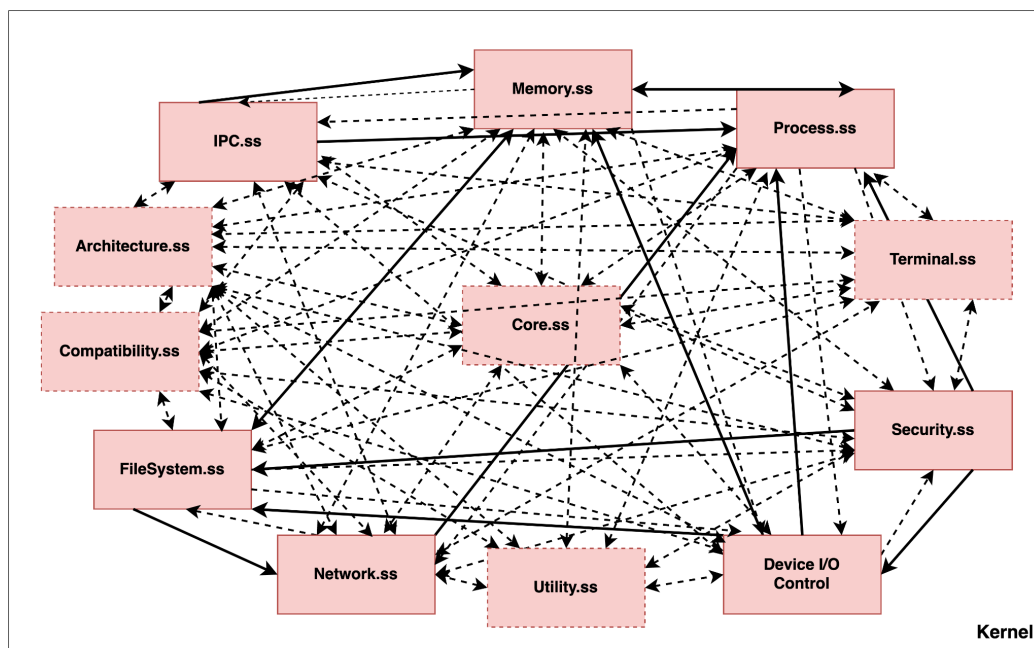 Memory.ss
Process.ss
IPC.ss
Architecture.ss
Terminal.ss
Core.ss
Compatibility.ss
Security.ss
FileSystem.ss
Network.ss
Utility.ss
Device I/O
Control
Kernel